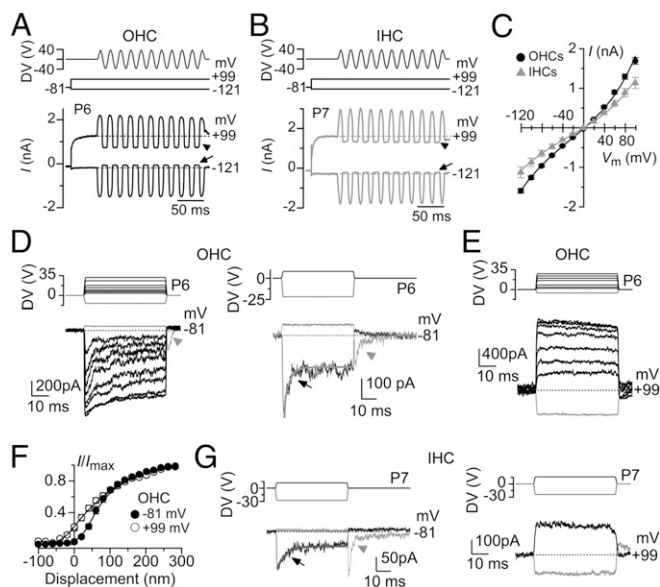 A
OHC
DV (V)
40
0
-40
mV
+99
-81
-121
P6
mV
+99
I (nA)
2
0
-2
-121
50 ms
B
IHC
DV (V)
40
0
-40
mV
+99
-81
-121
P7
mV
+99
I (nA)
2
0
-2
-121
50 ms
C
I (nA)
2
OHCs
IHCs
1
-120
-40
40
80
Vm (mV)
-1
-2
D
OHC
DV (V)
35
0
P6
mV
-81
200pA
10 ms
DV (V)
0
-25
P6
mV
-81
100 pA
10 ms
E
OHC
DV (V)
35
0
P6
400pA
10 ms
mV
+99
F
I/Imax
0.8
0.4
OHC
-81 mV
+99 mV
-100
0
100
200
300
Displacement (nm)
G
IHC
DV (V)
0
-30
P7
mV
-81
50pA
10 ms
DV (V)
0
-30
P7
100pA
10 ms
mV
+99